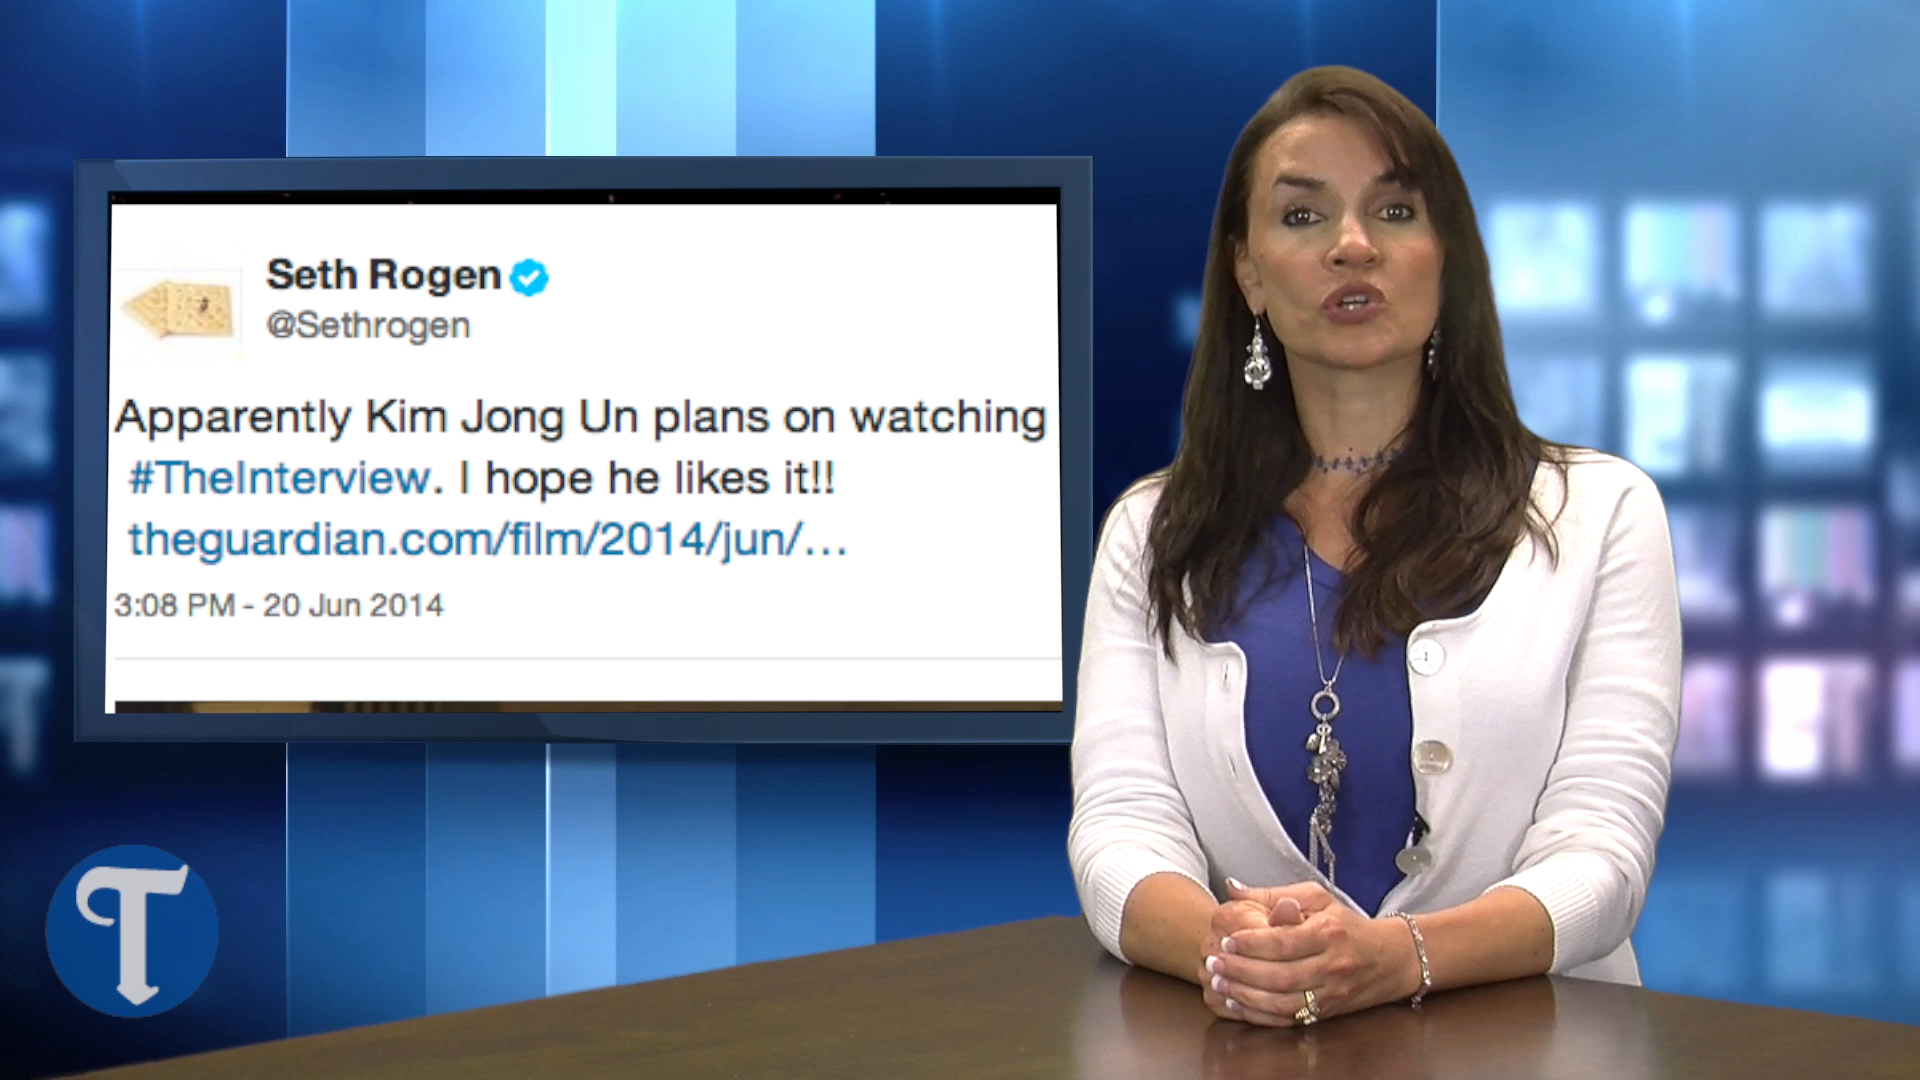 Seth Rogen
@Sethrogen
Apparently Kim Jong Un plans on watching
#TheInterview. I hope he likes it!!
theguardian.com/film/2014/jun/...
3:08 PM - 20 Jun 2014
T